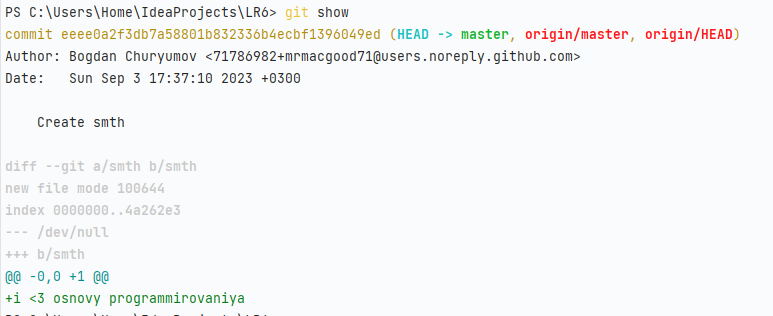 PS C:\Users\Home\IdeaProjects\LR6> git show
commit eeee0a2f3db7a58801b832336b4ecbf1396049ed (HEAD -> master, origin/master, origin/HEAD)
Author: Bogdan Churyumov <71786982+mrmacgood71@users.noreply.github.com>
Date:   Sun Sep 3 17:37:10 2023 +0300
    Create smth
diff --git a/smth b/smth
new file mode 100644
index 0000000..4a262e3
--- /dev/null
+++ b/smth
@@ -0,0 +1 @@
+i <3 osnovy programmirovaniya